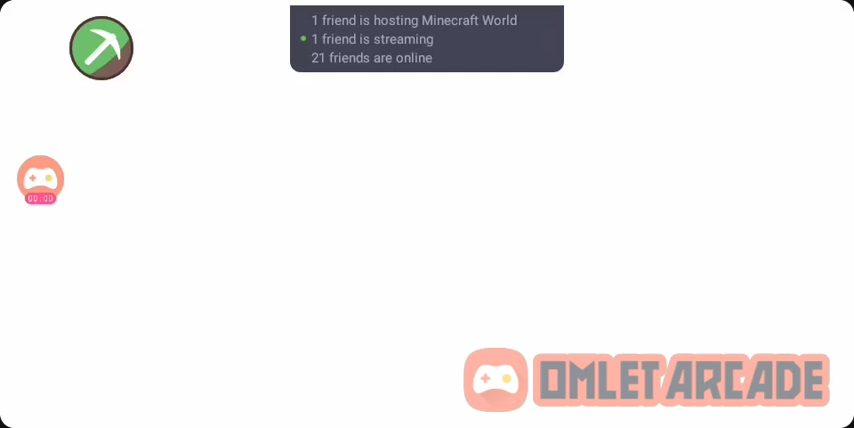 1 friend is hosting Minecraft World
1 friend is streaming
21 friends are online
00:00
OMLET ARCADE